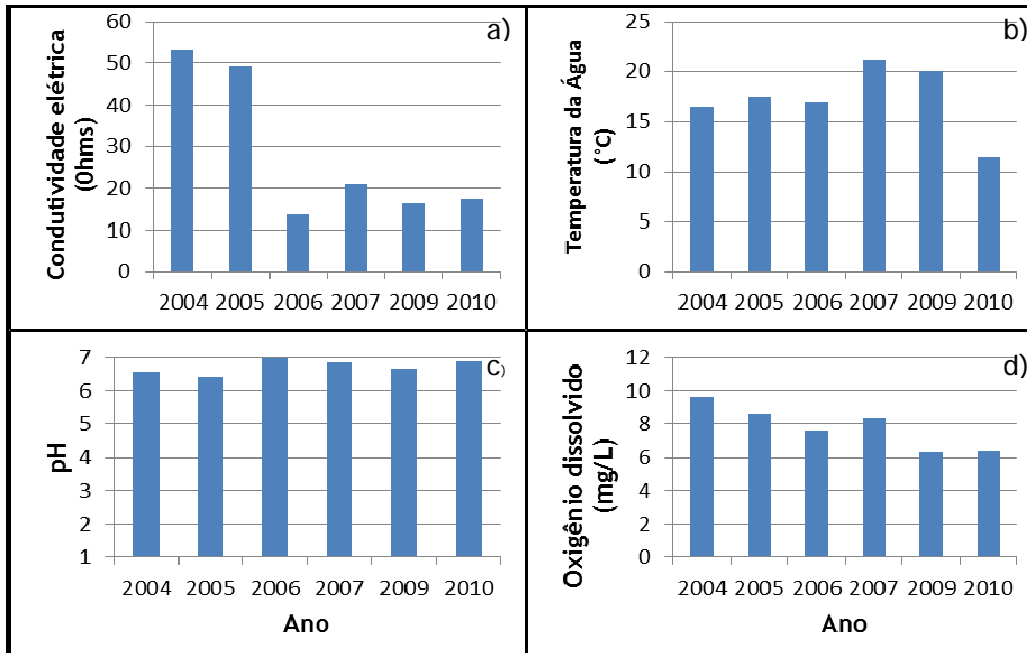 a)
Condutividade elétrica
(0hms)
60
50
40
30
20
10
0
2004 2005 2006 2007 2009 2010
b)
Temperatura da Água
(°C)
25
20
15
10
5
0
2004 2005 2006 2007 2009 2010
c)
pH
7
6
5
4
3
2
1
2004 2005 2006 2007 2009 2010
Ano
d)
Oxigênio dissolvido
(mg/L)
12
10
8
6
4
2
0
2004 2005 2006 2007 2009 2010
Ano